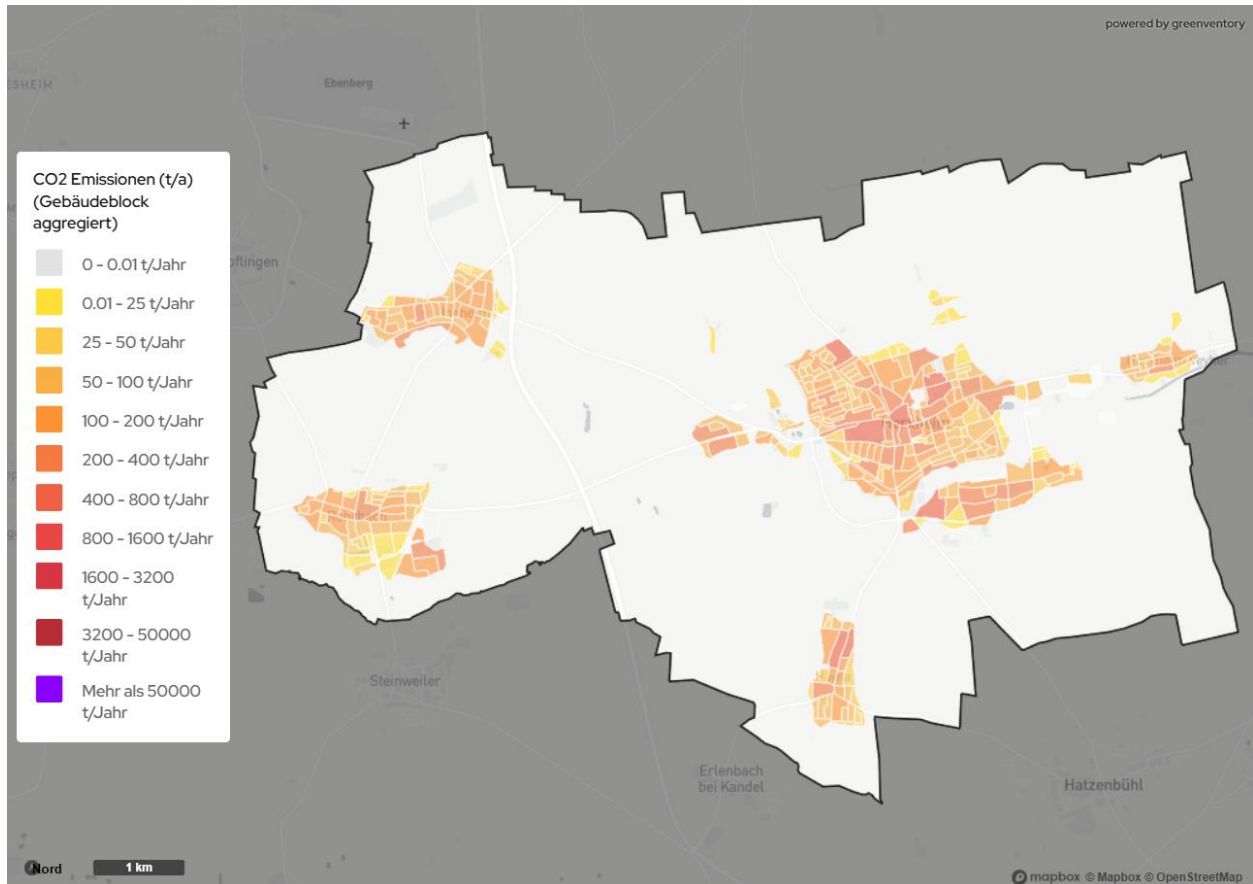 powered by greenventory
ESHEIM
Ebenberg
CO2 Emissionen (t/a)
(Gebäudeblock
aggregiert)
0 - 0.01 t/Jahr
0.01 - 25 t/Jahr
25 - 50 t/Jahr
50 - 100 t/Jahr
100 - 200 t/Jahr
200 - 400 t/Jahr
400 - 800 t/Jahr
800 - 1600 t/Jahr
1600 - 3200
t/Jahr
3200 - 50000
t/Jahr
Mehr als 50000
t/Jahr
flingen
Steinweiler
Erlenbach
bei Kandel
Hatzenbühl
Nord
1 km
mapbox © Mapbox © OpenStreetMap